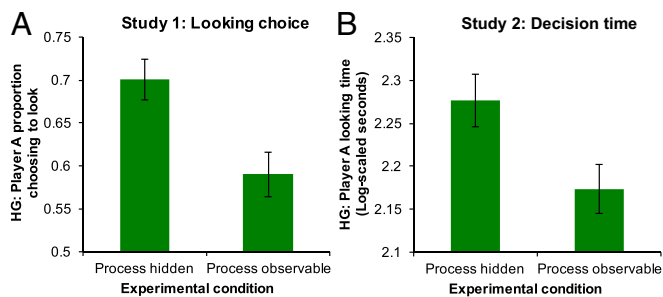 A
Study 1: Looking choice
HG: Player A proportion
choosing to look
0.75
0.7
0.65
0.6
0.55
0.5
Process hidden
Process observable
Experimental condition
B
Study 2: Decision time
HG: Player A looking time
(Log-scaled seconds)
2.35
2.3
2.25
2.2
2.15
2.1
Process hidden
Process observable
Experimental condition